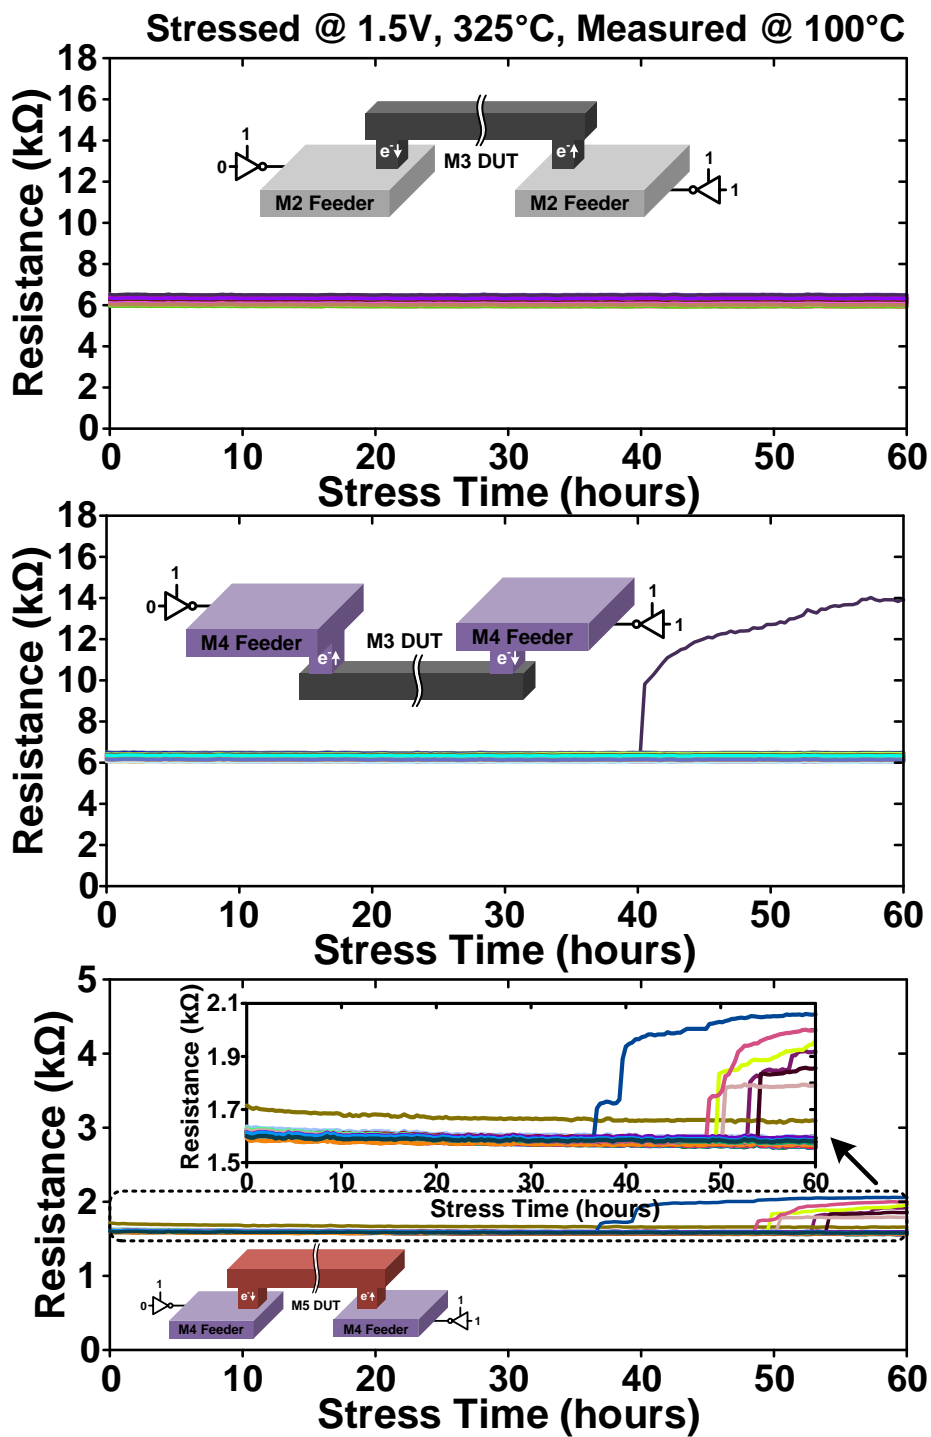 Stressed @ 1.5V, 325°C, Measured @ 100°C
Resistance (kΩ)
18
16
14
12
10
8
6
4
2
0
1
0
e⁻↓
M3 DUT
e⁻↑
1
1
M2 Feeder
M2 Feeder
0 10 20 30 40 50 60
Stress Time (hours)
Resistance (kΩ)
18
16
14
12
10
8
6
4
2
0
1
0
M4 Feeder
e⁻↑
M3 DUT
M4 Feeder
e⁻↓
1
1
0 10 20 30 40 50 60
Stress Time (hours)
Resistance (kΩ)
5
4
3
2
1
0
Resistance (kΩ)
2.1
1.9
1.7
1.5
0 10 20 30 40 50 60
Stress Time (hours)
1
0
e⁻↓
M5 DUT
e⁻↑
1
1
M4 Feeder
M4 Feeder
0 10 20 30 40 50 60
Stress Time (hours)